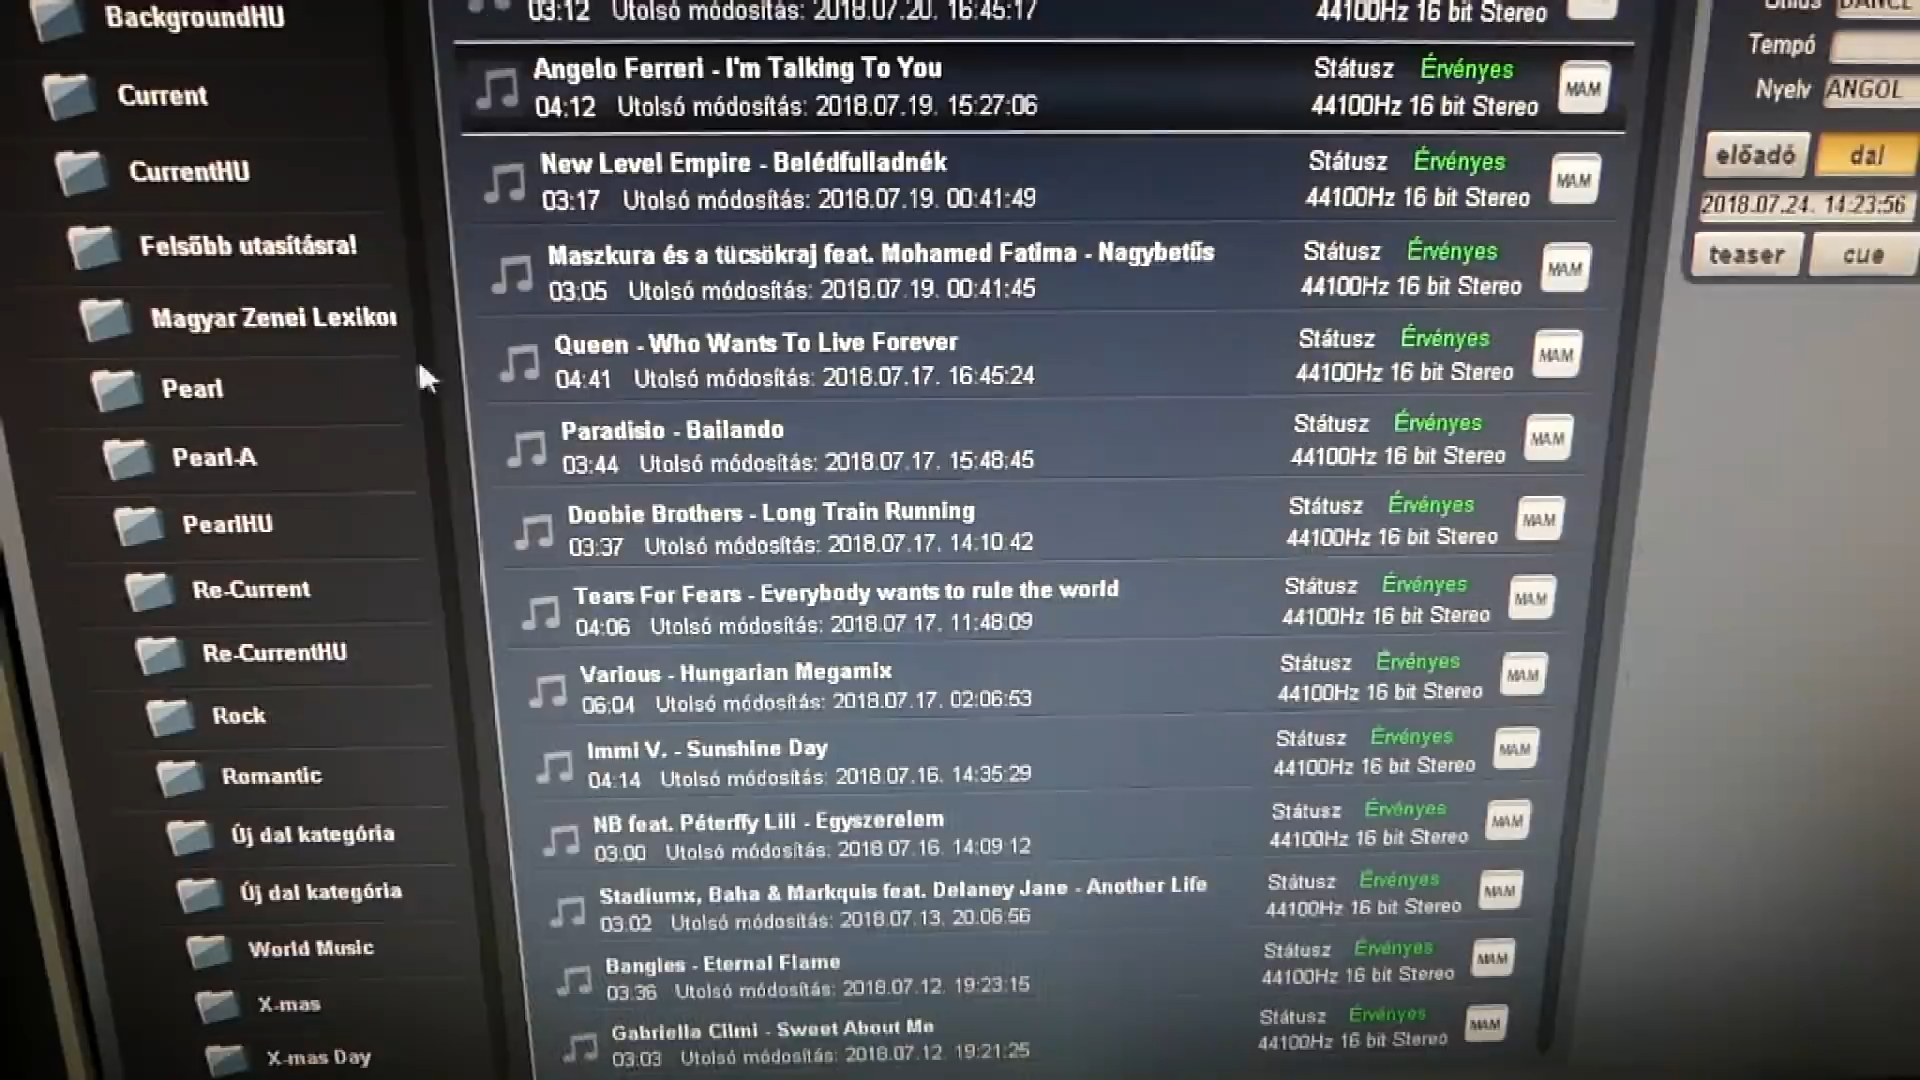 BackgroundHU
Current
CurrentHU
Felsőbb utasításra!
Magyar Zenei Lexikon
Pearl
Pearl-A
PearlHU
Re-Current
Re-CurrentHU
Rock
Romantic
Új dal kategória
Új dal kategória
World Music
X-mas
X-mas Day
03:12 Utolsó módosítás: 2018.07.20. 16:45:17
44100Hz 16 bit Stereo
Angelo Ferreri - I'm Talking To You
Státusz Érvényes
04:12 Utolsó módosítás: 2018.07.19. 15:27:06
44100Hz 16 bit Stereo
MAM
New Level Empire - Belédfulladnék
Státusz Érvényes
03:17 Utolsó módosítás: 2018.07.19. 00:41:49
44100Hz 16 bit Stereo
MAM
Maszkura és a tücsökraj feat. Mohamed Fatima - Nagybetűs
Státusz Érvényes
03:05 Utolsó módosítás: 2018.07.19. 00:41:45
44100Hz 16 bit Stereo
MAM
Queen - Who Wants To Live Forever
Státusz Érvényes
04:41 Utolsó módosítás: 2018.07.17. 16:45:24
44100Hz 16 bit Stereo
MAM
Paradisio - Bailando
Státusz Érvényes
03:44 Utolsó módosítás: 2018.07.17. 15:48:45
44100Hz 16 bit Stereo
MAM
Doobie Brothers - Long Train Running
Státusz Érvényes
03:37 Utolsó módosítás: 2018.07.17. 14:10:42
44100Hz 16 bit Stereo
MAM
Tears For Fears - Everybody wants to rule the world
Státusz Érvényes
04:06 Utolsó módosítás: 2018.07.17. 11:48:09
44100Hz 16 bit Stereo
MAM
Various - Hungarian Megamix
Státusz Érvényes
06:04 Utolsó módosítás: 2018.07.17. 02:06:53
44100Hz 16 bit Stereo
MAM
Immi V. - Sunshine Day
Státusz Érvényes
04:14 Utolsó módosítás: 2018.07.16. 14:35:29
44100Hz 16 bit Stereo
MAM
NB feat. Péterffy Lili - Egyszerelem
Státusz Érvényes
03:00 Utolsó módosítás: 2018.07.16. 14:09:12
44100Hz 16 bit Stereo
MAM
Stadiumx, Baha & Markquis feat. Delaney Jane - Another Life
Státusz Érvényes
03:02 Utolsó módosítás: 2018.07.13. 20:06:56
44100Hz 16 bit Stereo
MAM
Bangles - Eternal Flame
Státusz Érvényes
03:36 Utolsó módosítás: 2018.07.12. 19:23:15
44100Hz 16 bit Stereo
MAM
Gabriella Cilmi - Sweet About Me
Státusz Érvényes
03:03 Utolsó módosítás: 2018.07.12. 19:21:25
44100Hz 16 bit Stereo
MAM
Tempó
Nyelv ANGOL
előadó dal
2018.07.24. 14:23:56
teaser cue